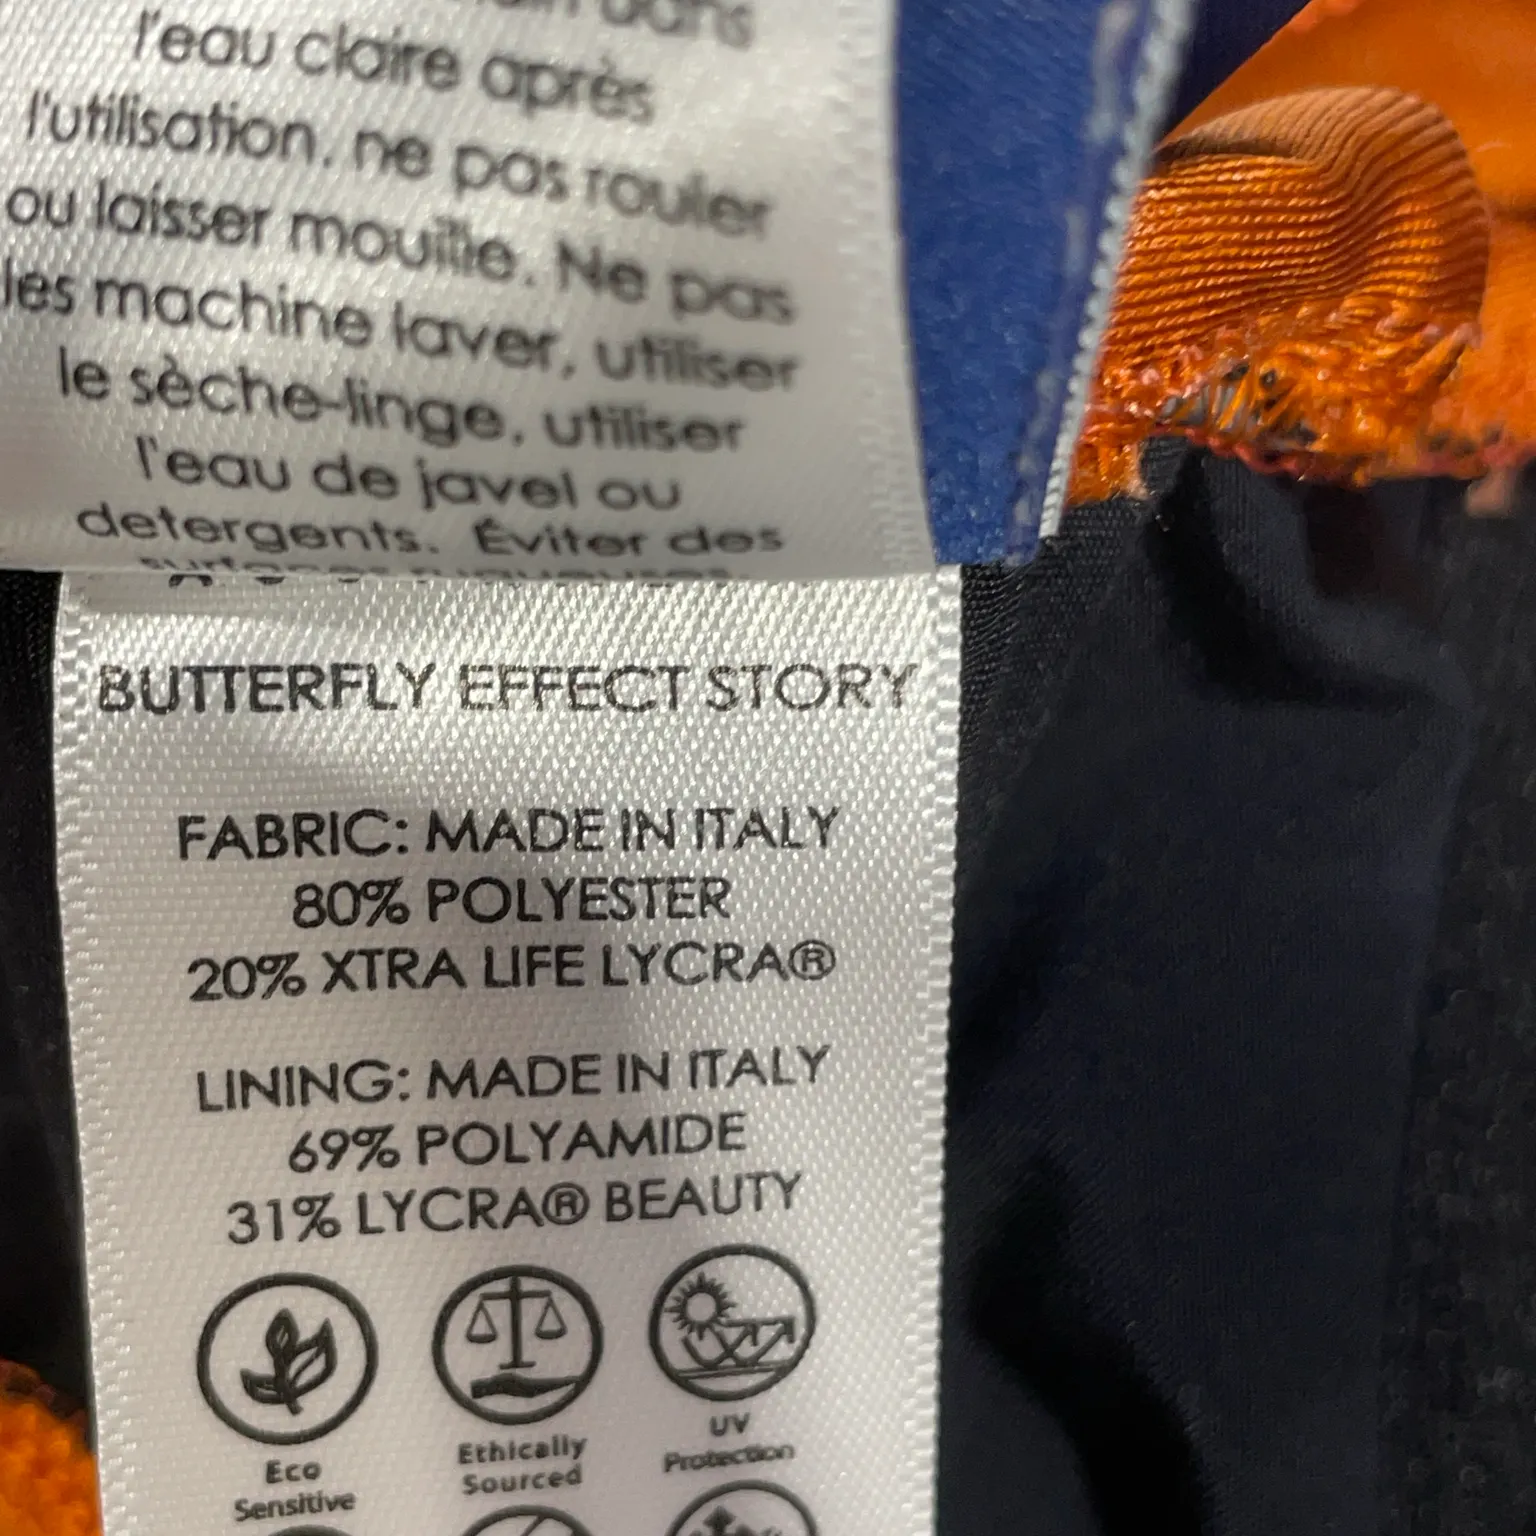 dans
l'eau claire après
l'utilisation. ne pas rouler
ou laisser mouille. Ne pas
les machine laver, utiliser
le sèche-linge, utiliser
l'eau de javel ou
detergents. Éviter des
BUTTERFLY EFFECT STORY
FABRIC: MADE IN ITALY
80% POLYESTER
20% XTRA LIFE LYCRA®
LINING: MADE IN ITALY
69% POLYAMIDE
31% LYCRA® BEAUTY
Eco
Sensitive
Ethically
Sourced
UV
Protection